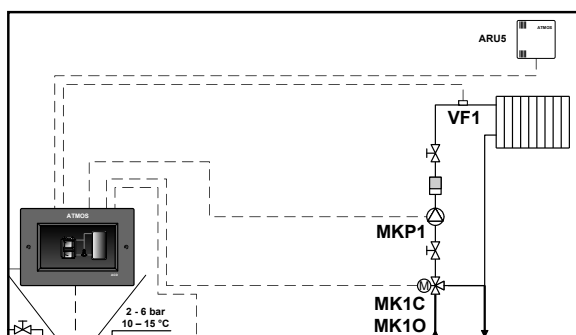 ARU5
ATMOS
VF1
MKP1
ATMOS
M
MK1C
MK1O
2 - 6 bar
10 – 15 °C